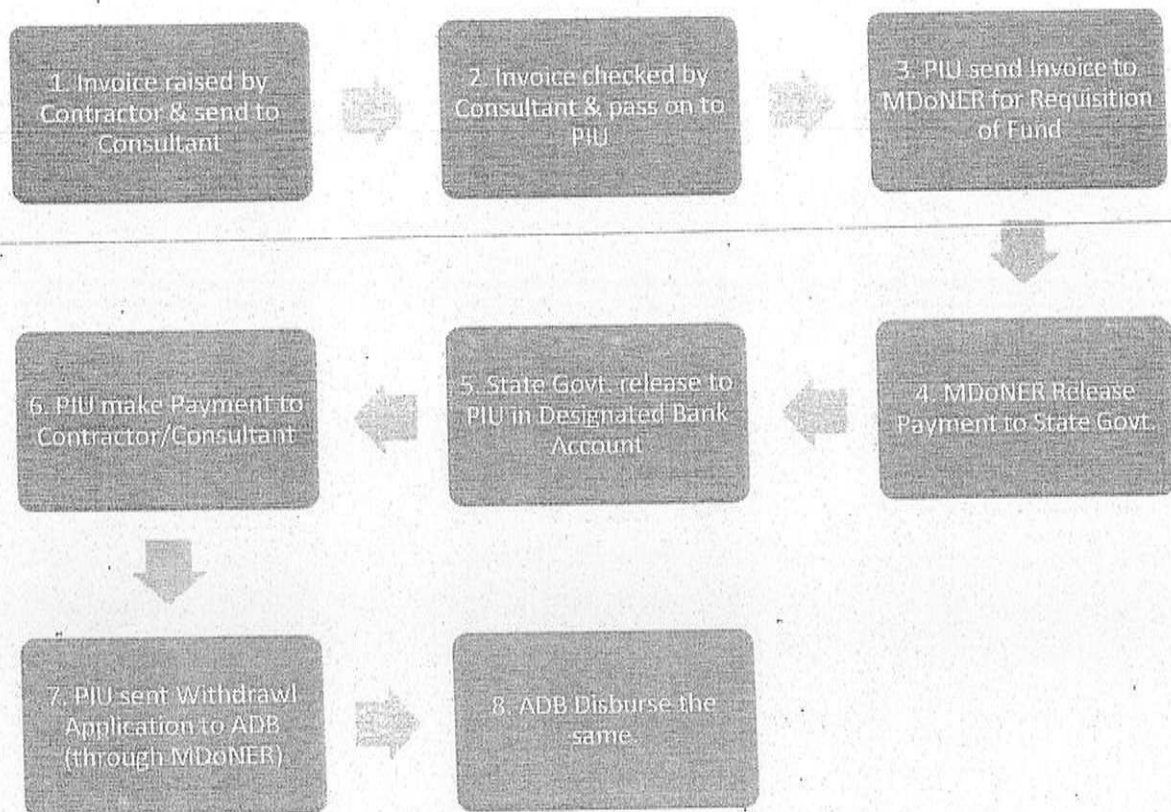 1. Invoice raised by
Contractor & send to
Consultant
2. Invoice checked by
Consultant & pass on to
PIU
3. PIU send Invoice to
MDoNER for Requisition
of Fund
4. MDoNER Release
Payment to State Govt.
5. State Govt. release to
PIU in Designated Bank
Account
6. PIU make Payment to
Contractor/Consultant
7. PIU sent Withdrawl
Application to ADB
(through MDoNER)
8. ADB Disburse the
same.